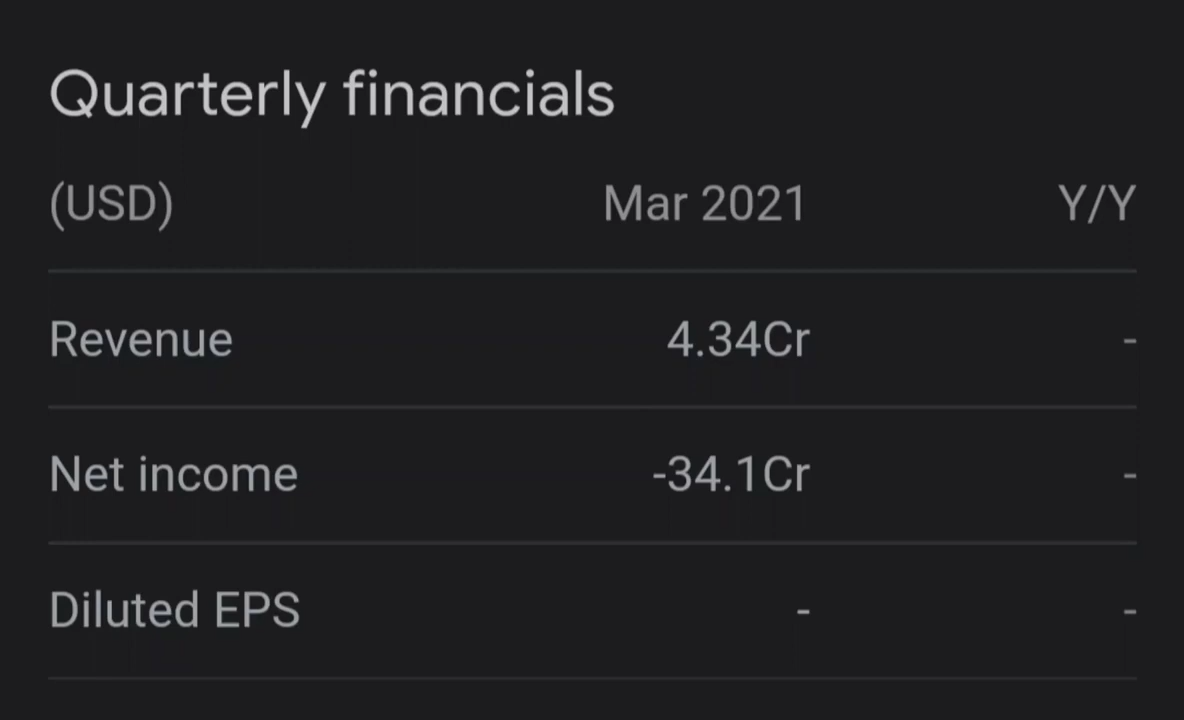 Quarterly financials
(USD) Mar 2021 Y/Y
Revenue 4.34Cr -
Net income -34.1Cr -
Diluted EPS - -